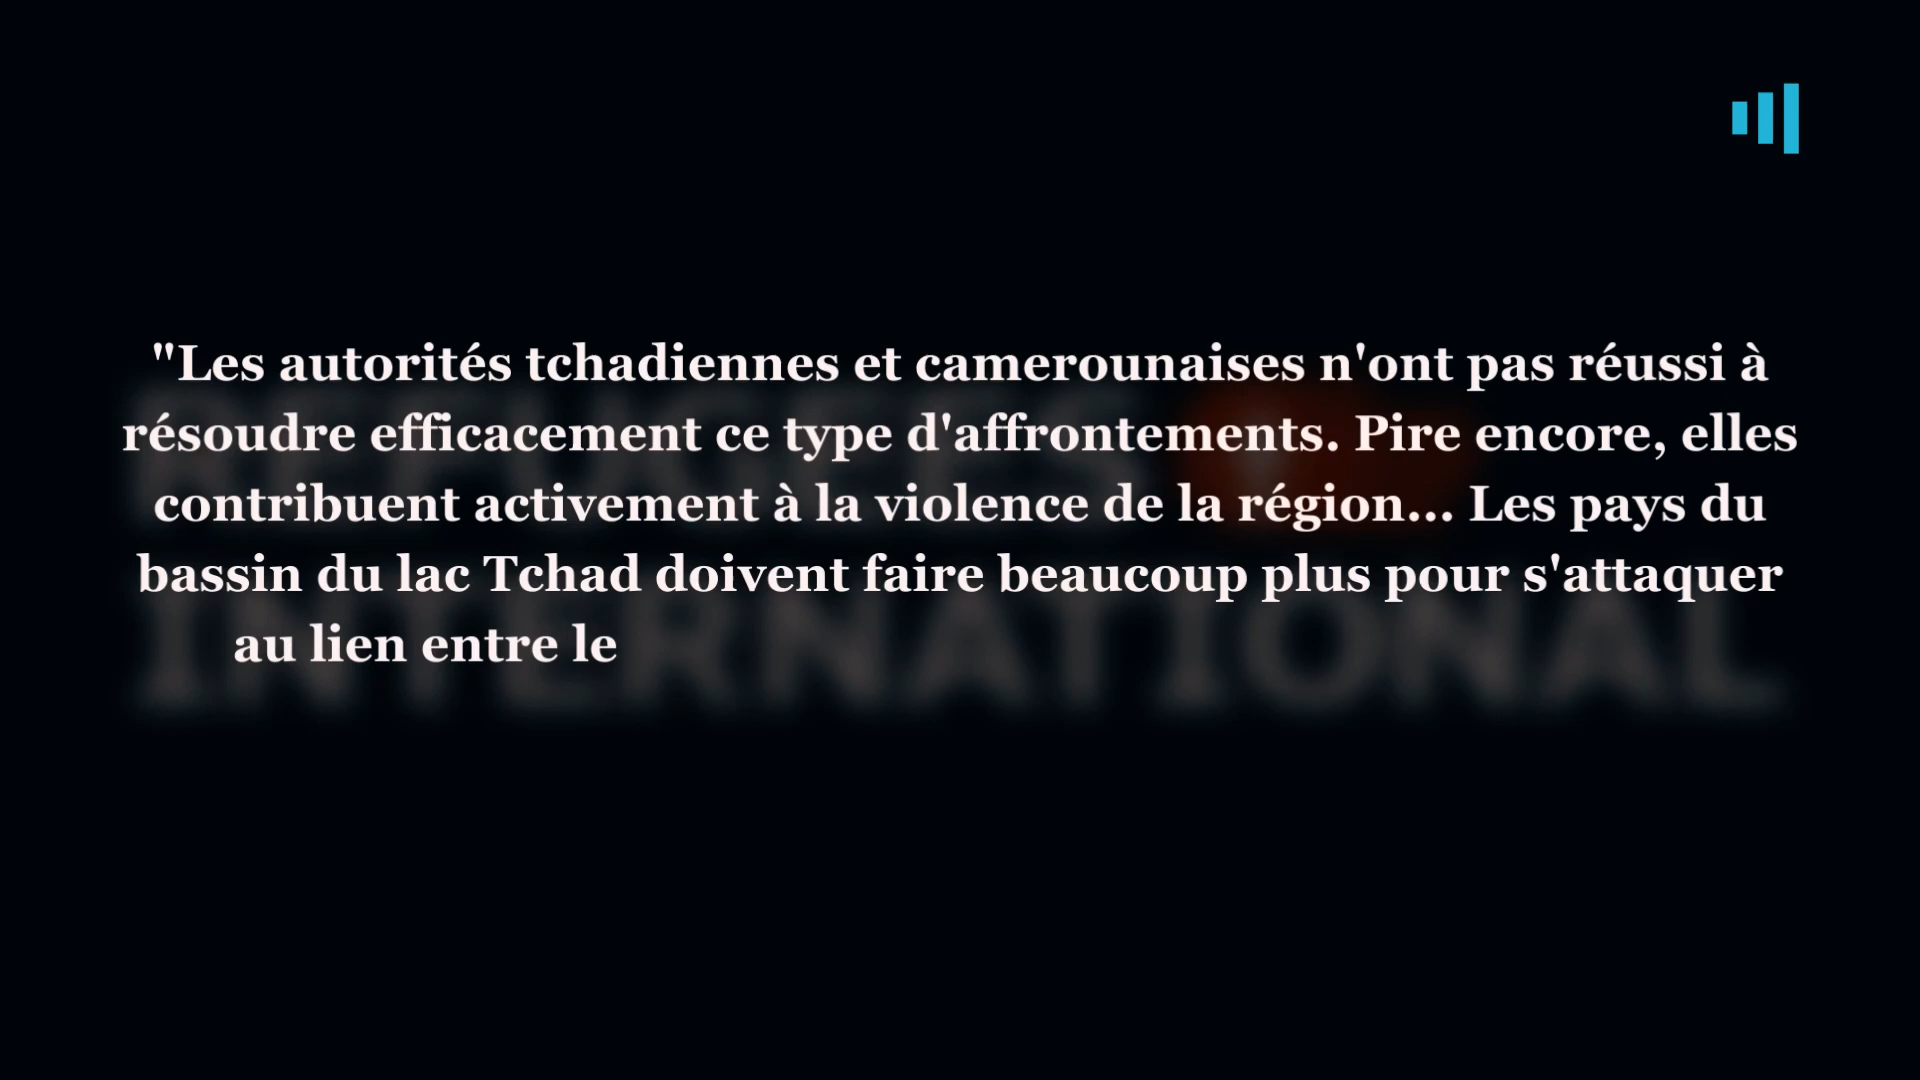 "Les autorités tchadiennes et camerounaises n'ont pas réussi à
résoudre efficacement ce type d'affrontements. Pire encore, elles
contribuent activement à la violence de la région... Les pays du
bassin du lac Tchad doivent faire beaucoup plus pour s'attaquer
au lien entre le
REFUGEES
INTERNATIONAL